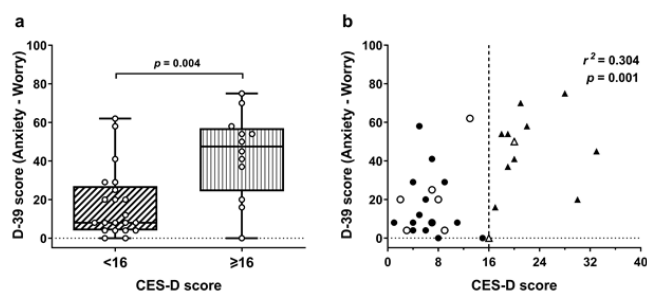 a
b
D-39 score (Anxiety - Worry)
100
80
60
40
20
0
p = 0.004
<16
≥16
CES-D score
D-39 score (Anxiety - Worry)
100
80
60
40
20
0
r² = 0.304
p = 0.001
0
8
16
24
32
40
CES-D score